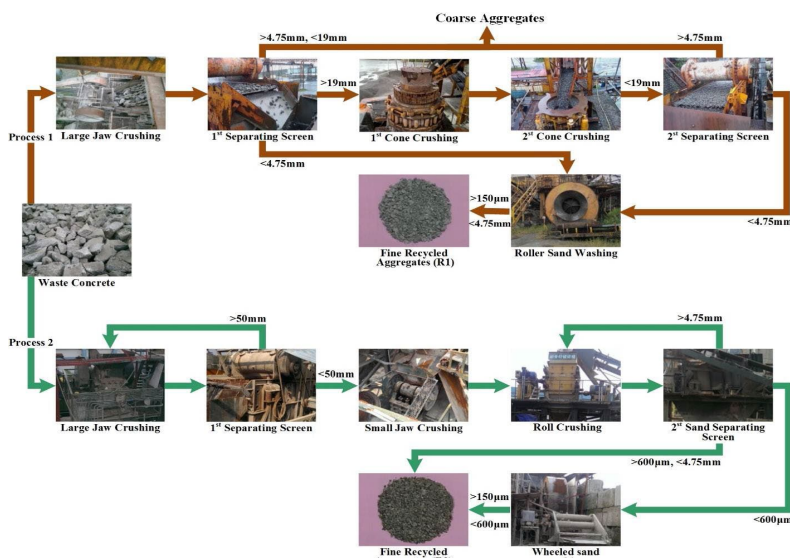 Coarse Aggregates
>4.75mm, <19mm
>4.75mm
>19mm
<19mm
Process 1
Large Jaw Crushing
1st Separating Screen
1st Cone Crushing
2st Cone Crushing
2st Separating Screen
<4.75mm
>150μm
<4.75mm
<4.75mm
Fine Recycled
Aggregates (R1)
Roller Sand Washing
Waste Concrete
>50mm
>4.75mm
Process 2
<50mm
Large Jaw Crushing
1st Separating Screen
Small Jaw Crushing
Roll Crushing
2st Sand Separating
Screen
>600μm, <4.75mm
>150μm
<600μm
<600μm
Fine Recycled
Wheeled sand